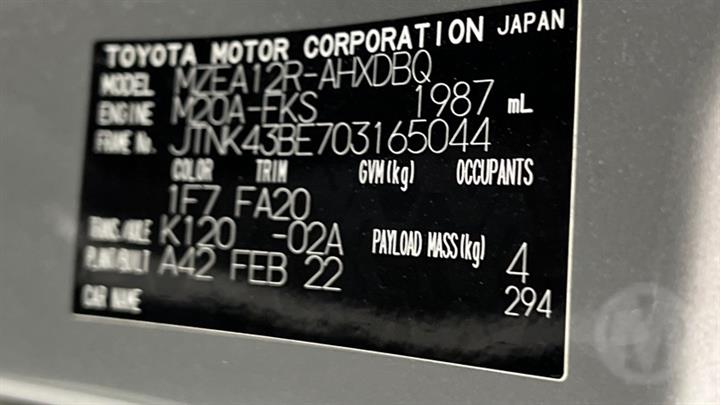 TOYOTA MOTOR CORPORATION JAPAN
MODEL MZEA12R-AHXDBQ
ENGINE M20A-FKS 1987 mL
FRAME No. JTNK43BE703165044
COLOR TRIM GVM(kg) OCCUPANTS
1F7 FA20
TRANS/AXLE K120 -02A PAYLOAD MASS(kg) 4
PLANT/BUILT A42 FEB 22
CAR NAME 294